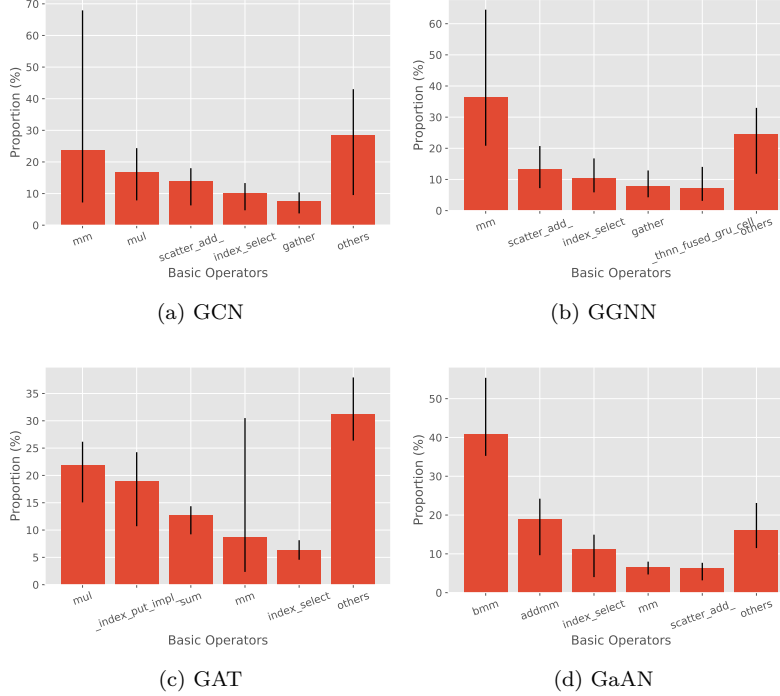 70
60
50
40
30
20
10
0
Proportion (%)
mm mul scatter_add_ index_select gather others
Basic Operators
(a) GCN
60
50
40
30
20
10
0
Proportion (%)
mm scatter_add_ index_select gather _thnn_fused_gru_cell others
Basic Operators
(b) GGNN
35
30
25
20
15
10
5
0
Proportion (%)
mul _index_put_impl_ sum mm index_select others
Basic Operators
(c) GAT
50
40
30
20
10
0
Proportion (%)
bmm addmm index_select mm scatter_add_ others
Basic Operators
(d) GaAN